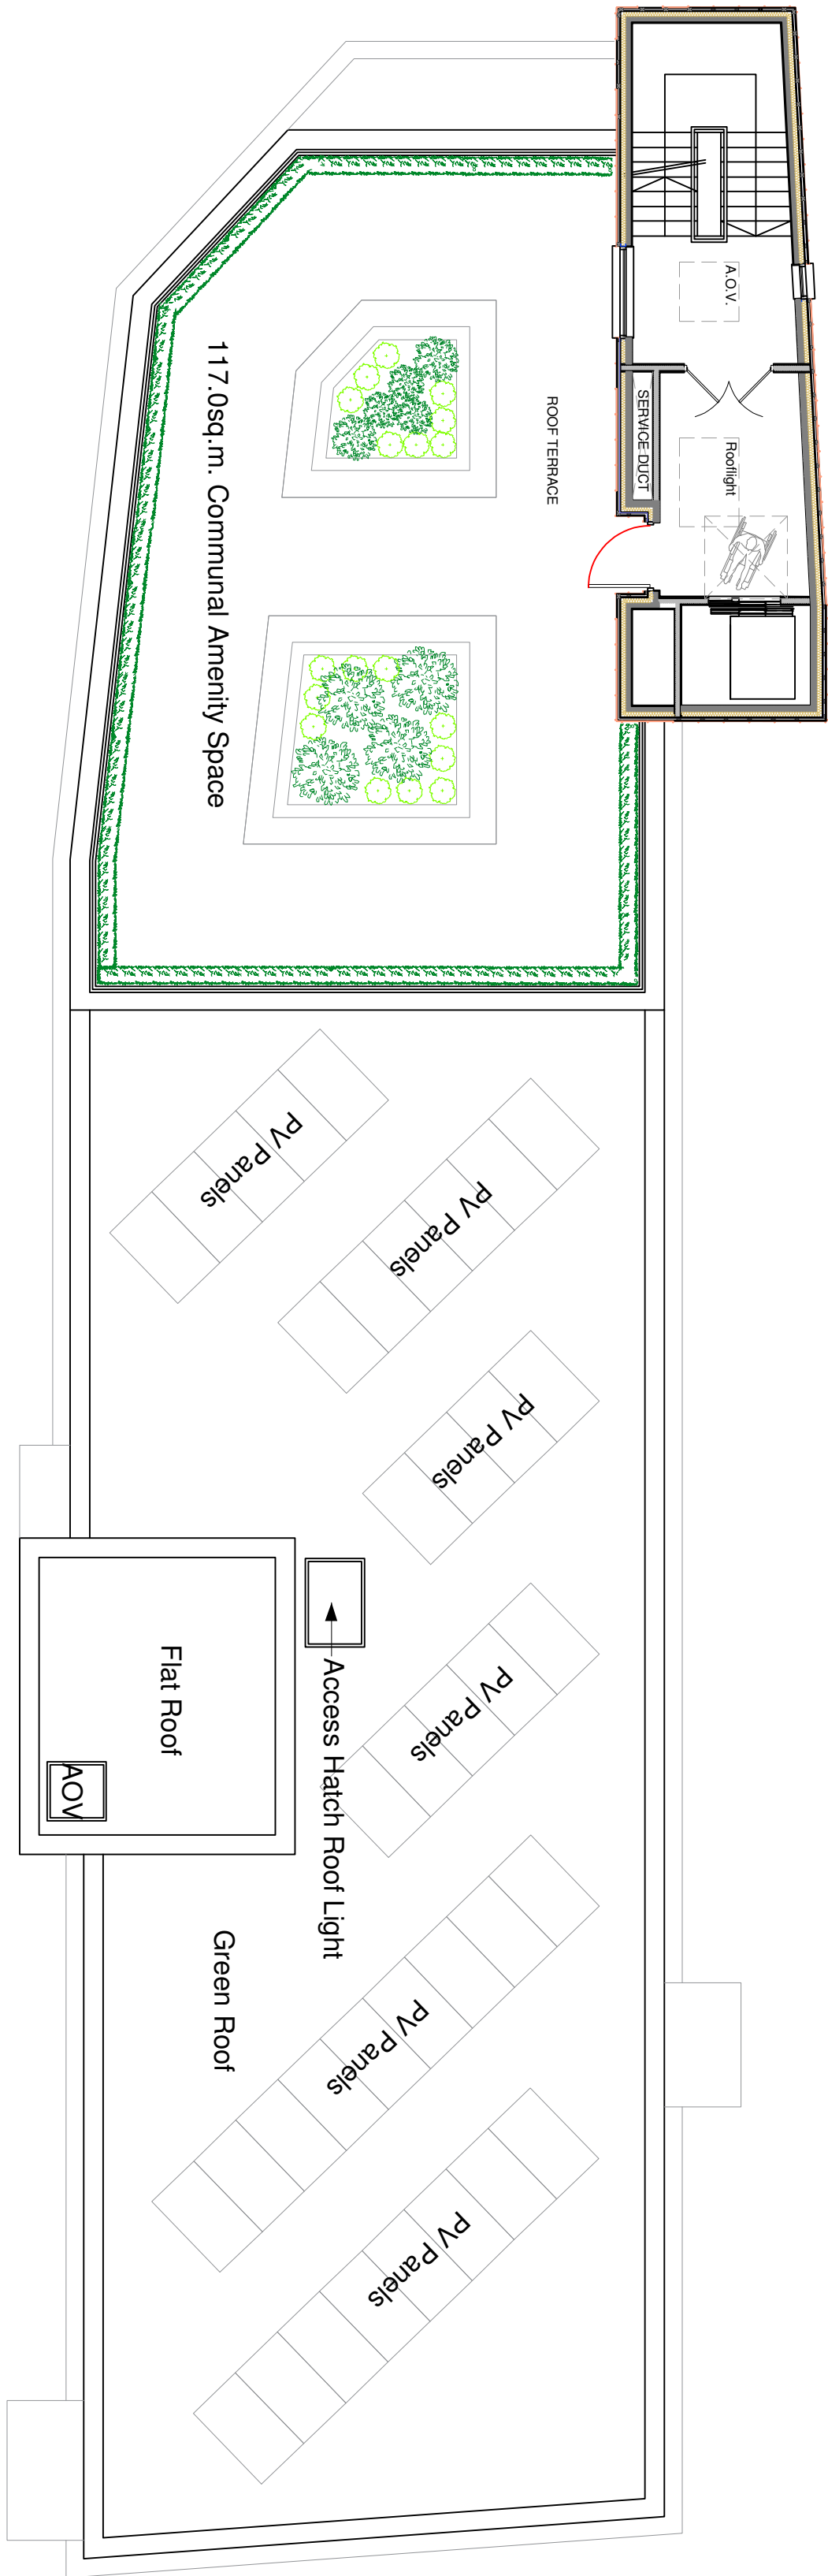 A.O.V.
SERVICE DUCT
Rooflight
ROOF TERRACE
117.0sq.m. Communal Amenity Space
PV Panels
PV Panels
PV Panels
PV Panels
Access Hatch Roof Light
Flat Roof
AOV
Green Roof
PV Panels
PV Panels